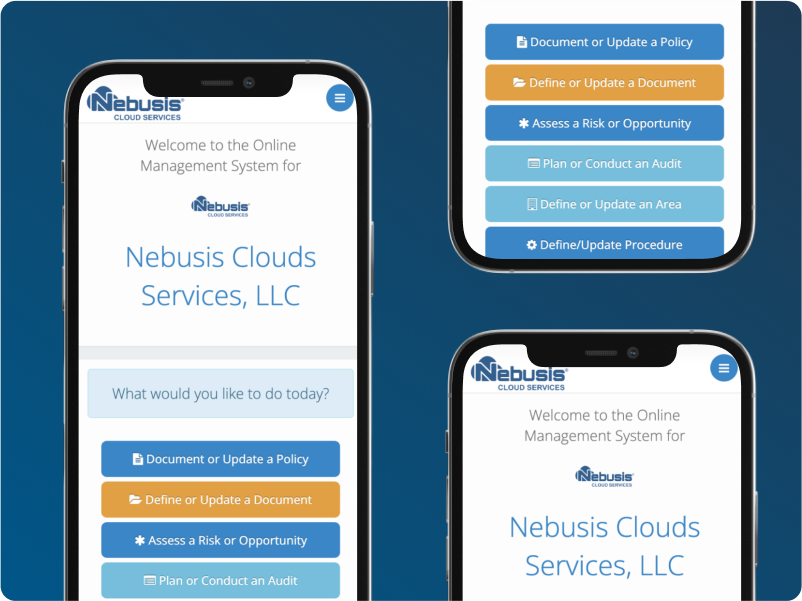 Nebusis®
CLOUD SERVICES
Welcome to the Online
Management System for
Nebusis®
CLOUD SERVICES
Nebusis Clouds
Services, LLC
What would you like to do today?
Document or Update a Policy
Define or Update a Document
Assess a Risk or Opportunity
Plan or Conduct an Audit
Document or Update a Policy
Define or Update a Document
Assess a Risk or Opportunity
Plan or Conduct an Audit
Define or Update an Area
Define/Update Procedure
Nebusis®
CLOUD SERVICES
Welcome to the Online
Management System for
Nebusis®
CLOUD SERVICES
Nebusis Clouds
Services, LLC